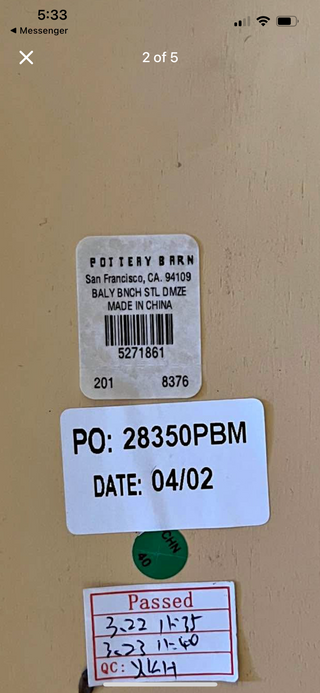 5:33
Messenger
2 of 5
POTTERY BARN
San Francisco, CA. 94109
BALY BNCH STL DMZE
MADE IN CHINA
5271861
201 8376
PO: 28350PBM
DATE: 04/02
CHN
40
Passed
3.22 11:35
3.23 11:40
QC: